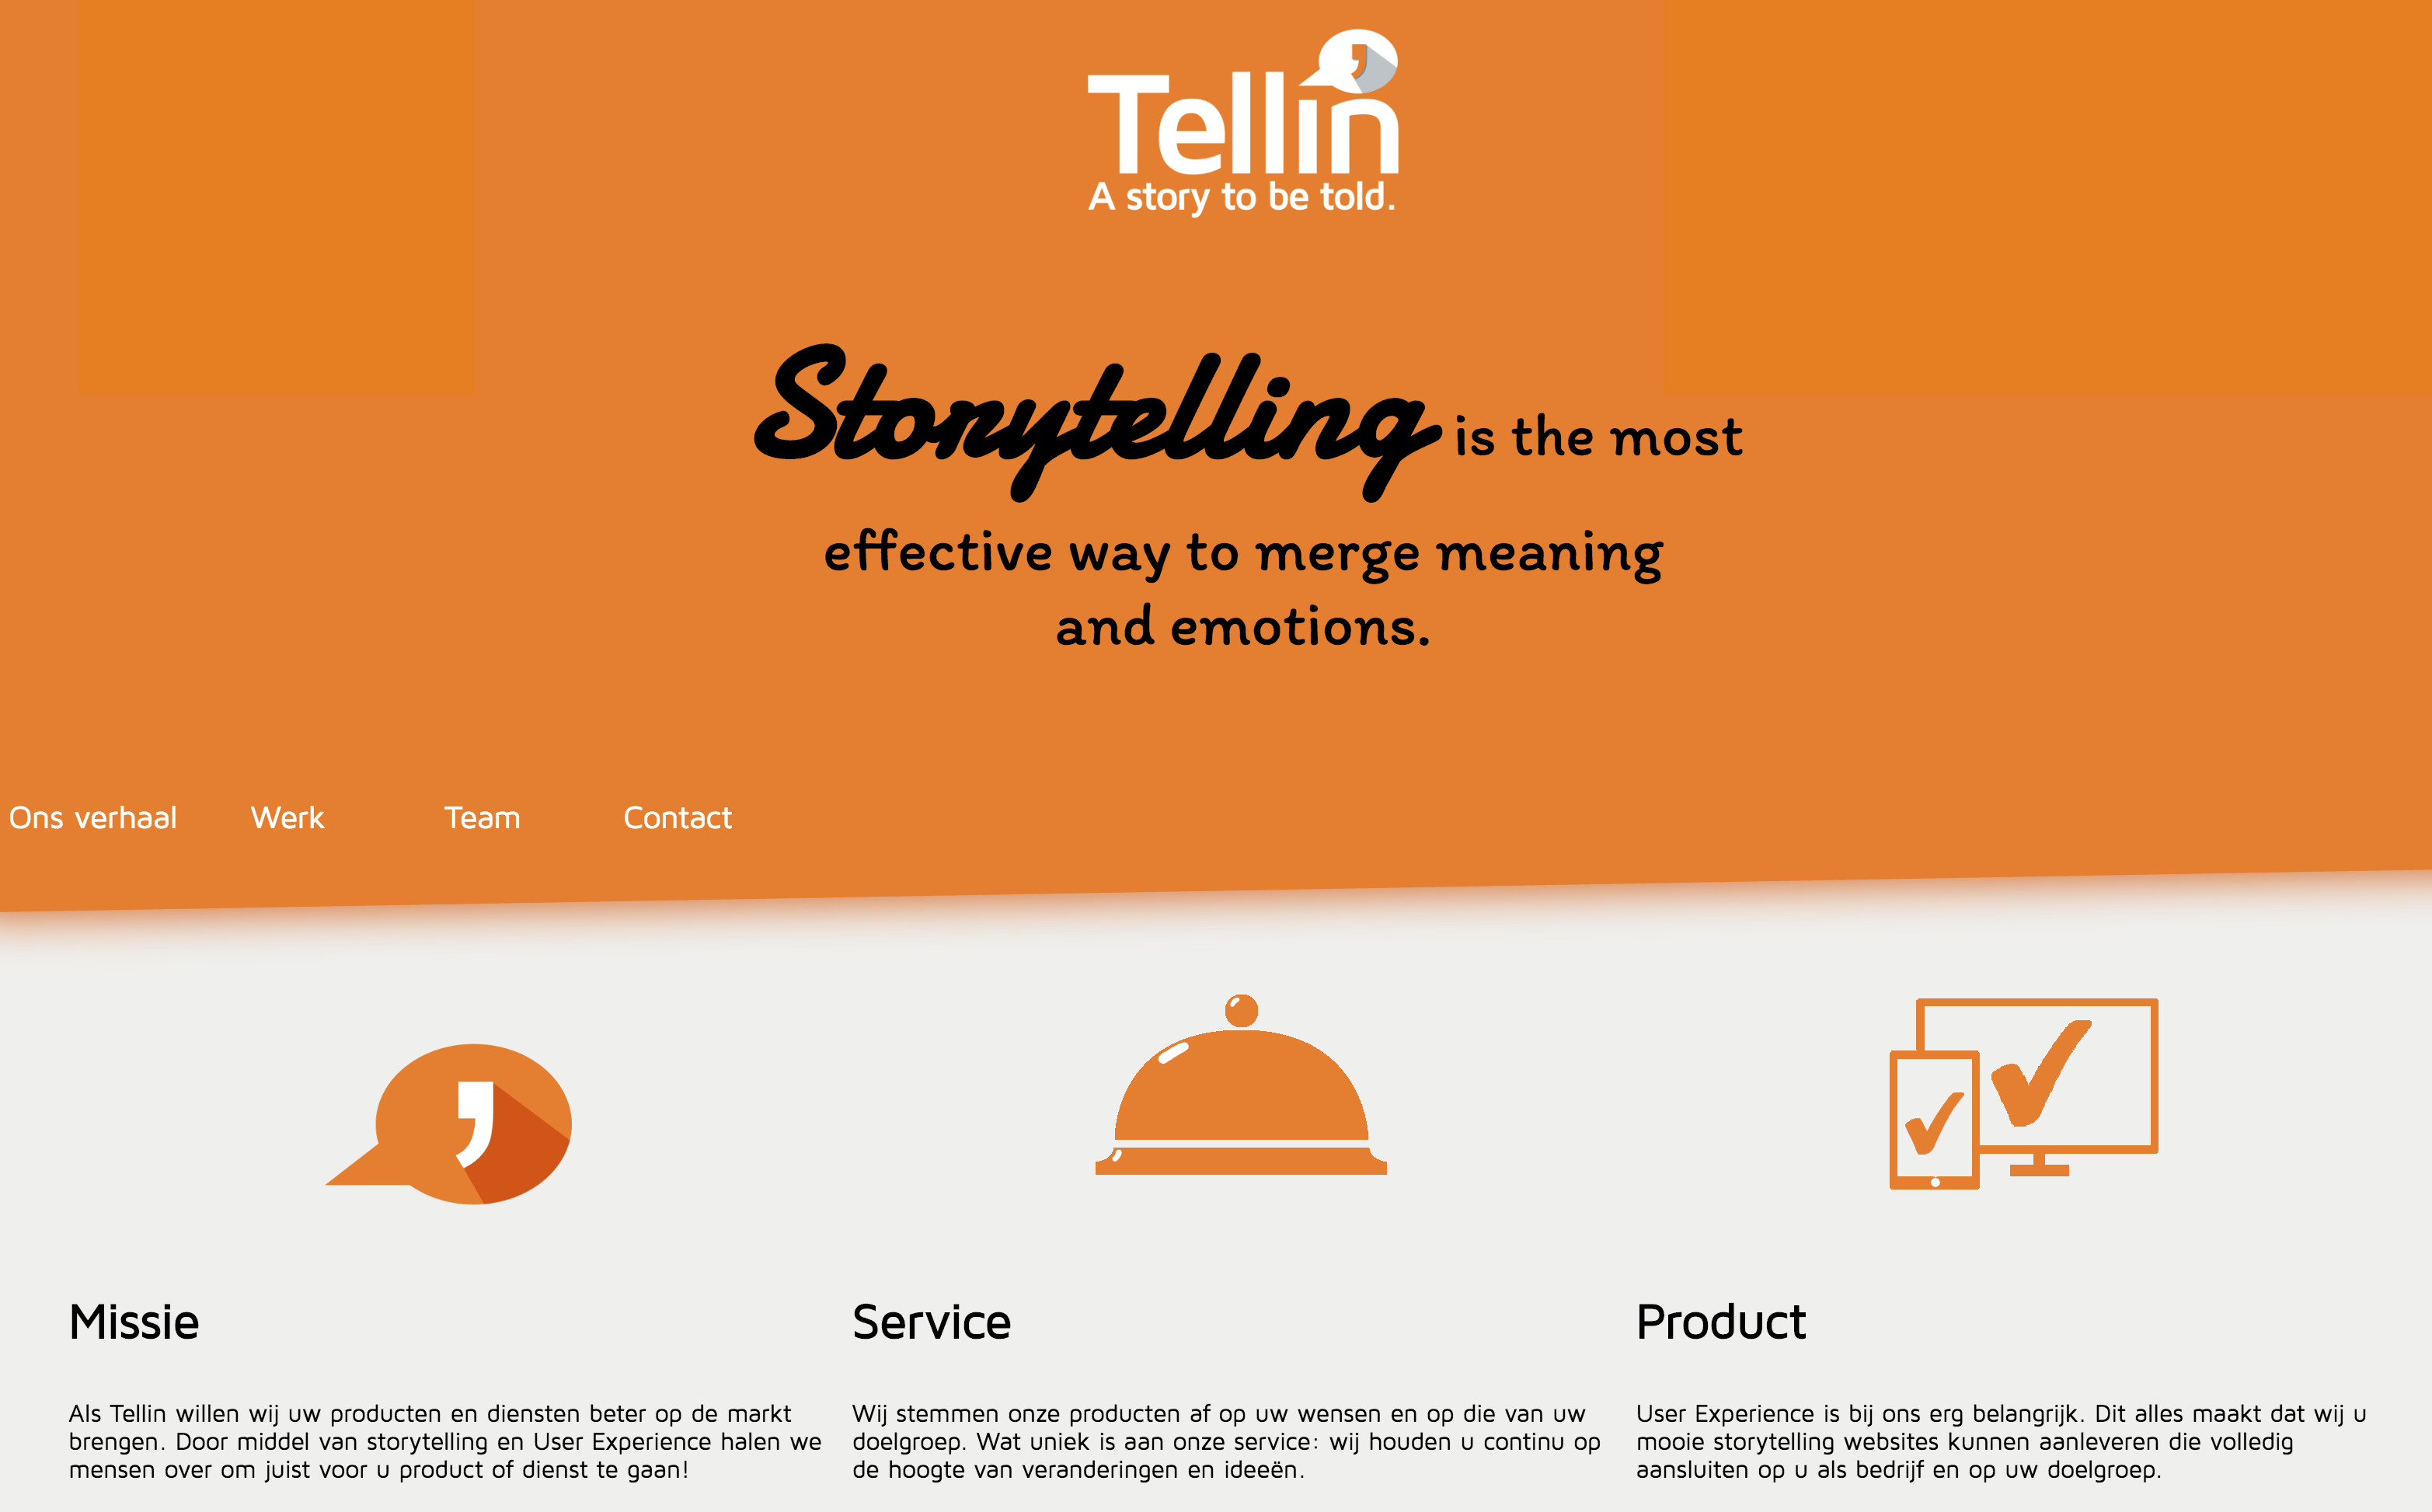 Tellin
A story to be told.
Storytelling is the most
effective way to merge meaning
and emotions.
Ons verhaal Werk Team Contact
Missie
Als Tellin willen wij uw producten en diensten beter op de markt
brengen. Door middel van storytelling en User Experience halen we
mensen over om juist voor u product of dienst te gaan!
Service
Wij stemmen onze producten af op uw wensen en op die van uw
doelgroep. Wat uniek is aan onze service: wij houden u continu op
de hoogte van veranderingen en ideeën.
Product
User Experience is bij ons erg belangrijk. Dit alles maakt dat wij u
mooie storytelling websites kunnen aanleveren die volledig
aansluiten op u als bedrijf en op uw doelgroep.